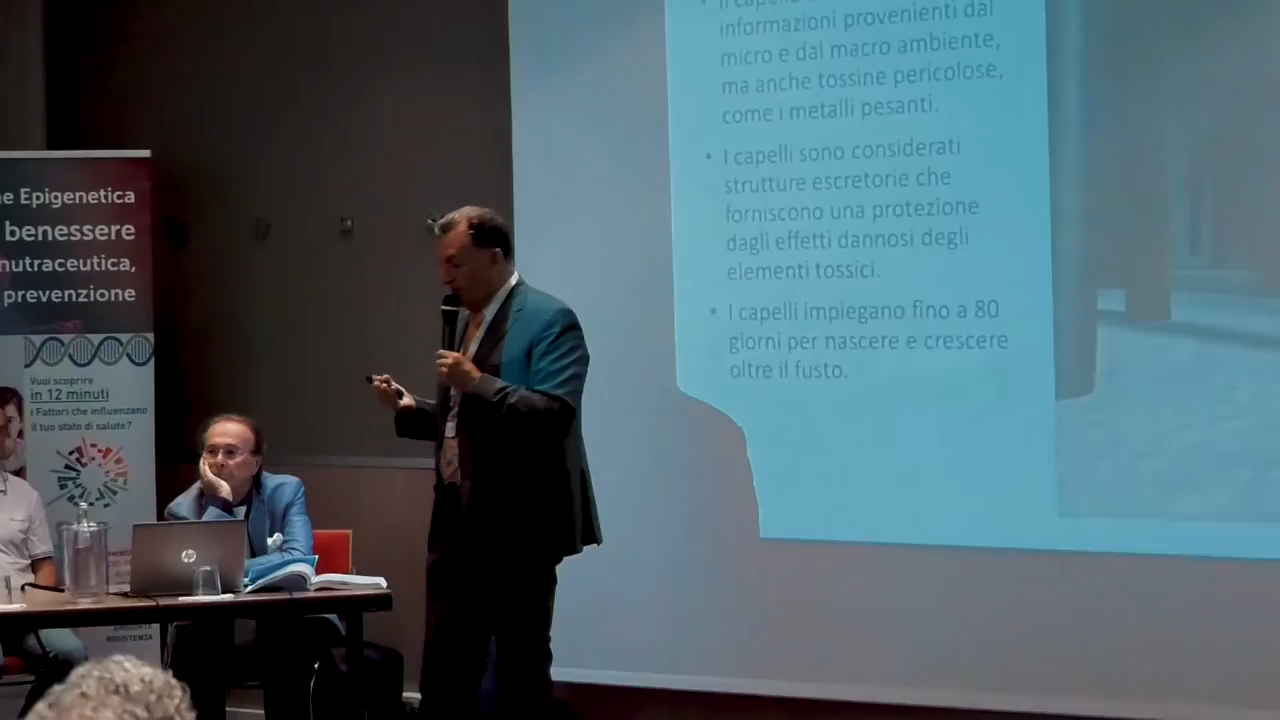 e Epigenetica
benessere
nutraceutica,
prevenzione
Vuoi scoprire
in 12 minuti
i Fattori che influenzano
il tuo stato di salute?
AMBIENTE
RESISTENZA
hp
informazioni provenienti dal
micro e dal macro ambiente,
ma anche tossine pericolose,
come i metalli pesanti.
• I capelli sono considerati
strutture escretorie che
forniscono una protezione
dagli effetti dannosi degli
elementi tossici.
• I capelli impiegano fino a 80
giorni per nascere e crescere
oltre il fusto.